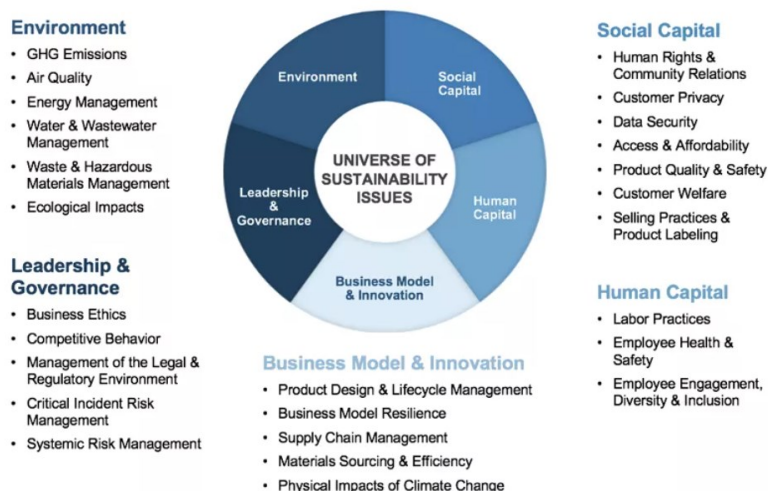 Environment
• GHG Emissions
• Air Quality
• Energy Management
• Water & Wastewater
Management
• Waste & Hazardous
Materials Management
• Ecological Impacts
Leadership &
Governance
• Business Ethics
• Competitive Behavior
• Management of the Legal &
Regulatory Environment
• Critical Incident Risk
Management
• Systemic Risk Management
Environment
Social
Capital
Human
Capital
Business Model
& Innovation
Leadership
&
Governance
UNIVERSE OF
SUSTAINABILITY
ISSUES
Business Model & Innovation
• Product Design & Lifecycle Management
• Business Model Resilience
• Supply Chain Management
• Materials Sourcing & Efficiency
• Physical Impacts of Climate Change
Social Capital
• Human Rights &
Community Relations
• Customer Privacy
• Data Security
• Access & Affordability
• Product Quality & Safety
• Customer Welfare
• Selling Practices &
Product Labeling
Human Capital
• Labor Practices
• Employee Health &
Safety
• Employee Engagement,
Diversity & Inclusion